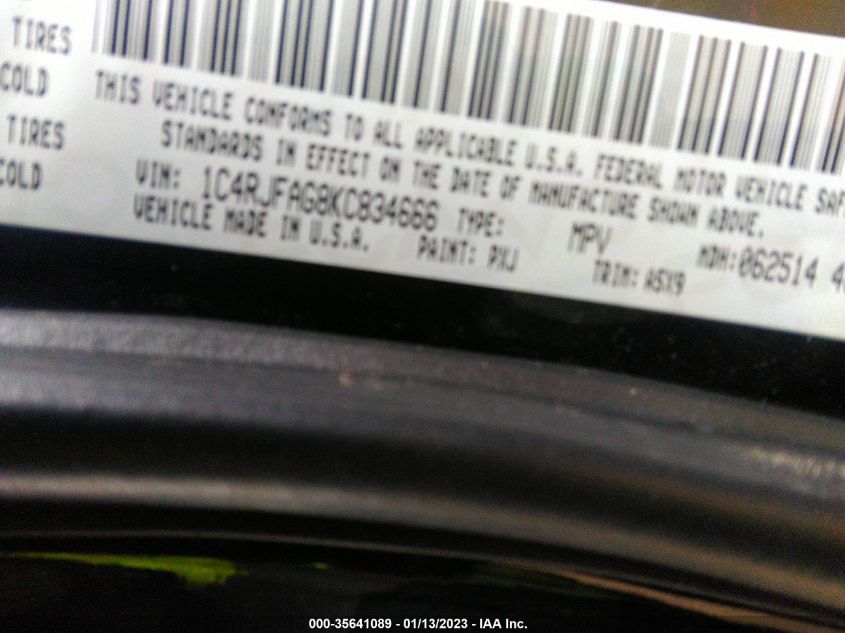 TIRES
COLD
TIRES
COLD
THIS VEHICLE CONFORMS TO ALL APPLICABLE U.S.A. FEDERAL MOTOR VEHICLE SAF
STANDARDS IN EFFECT ON THE DATE OF MANUFACTURE SHOWN ABOVE.
VIN: 1C4RJFAG8KC834666 TYPE: MPV MDH:062514 4
VEHICLE MADE IN U.S.A. PAINT: PXJ TRIM: A5X9
000-35641089 - 01/13/2023 - IAA Inc.